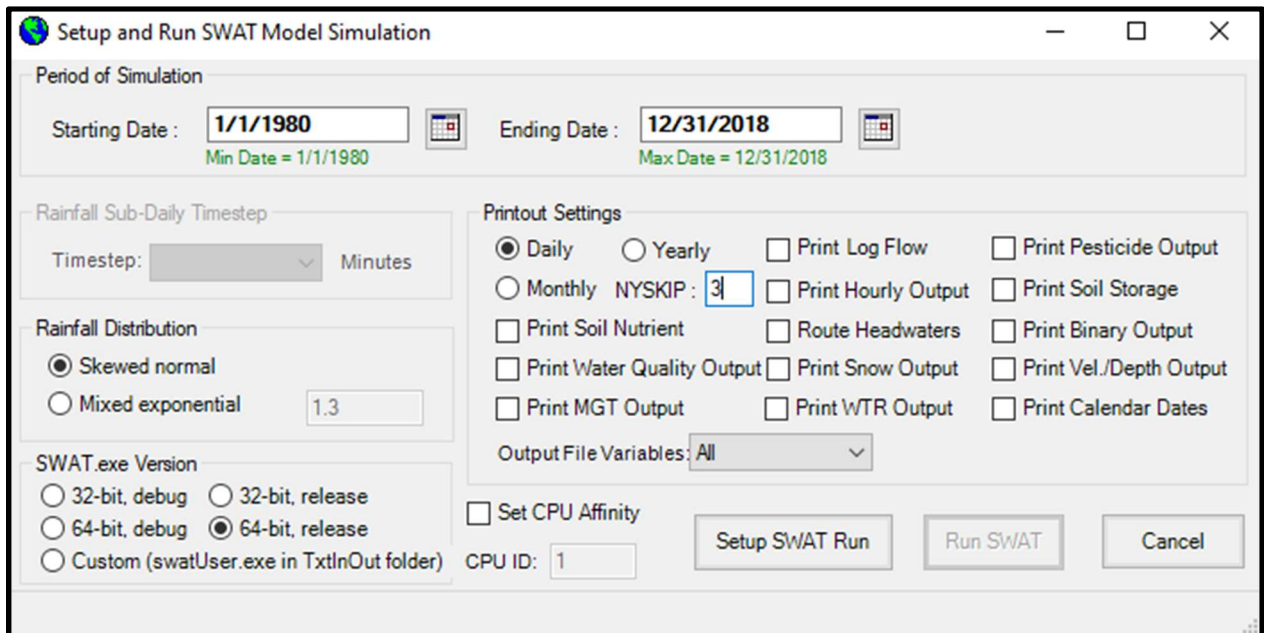 Setup and Run SWAT Model Simulation
Period of Simulation
Starting Date : 1/1/1980 Ending Date : 12/31/2018
Min Date = 1/1/1980 Max Date = 12/31/2018
Rainfall Sub-Daily Timestep
Timestep: Minutes
Rainfall Distribution
Skewed normal
Mixed exponential 1.3
SWAT.exe Version
32-bit, debug 32-bit, release
64-bit, debug 64-bit, release
Custom (swatUser.exe in TxtInOut folder)
Printout Settings
Daily Yearly Print Log Flow Print Pesticide Output
Monthly NYSKIP : 3 Print Hourly Output Print Soil Storage
Print Soil Nutrient Route Headwaters Print Binary Output
Print Water Quality Output Print Snow Output Print Vel./Depth Output
Print MGT Output Print WTR Output Print Calendar Dates
Output File Variables: All
Set CPU Affinity
CPU ID: 1
Setup SWAT Run Run SWAT Cancel